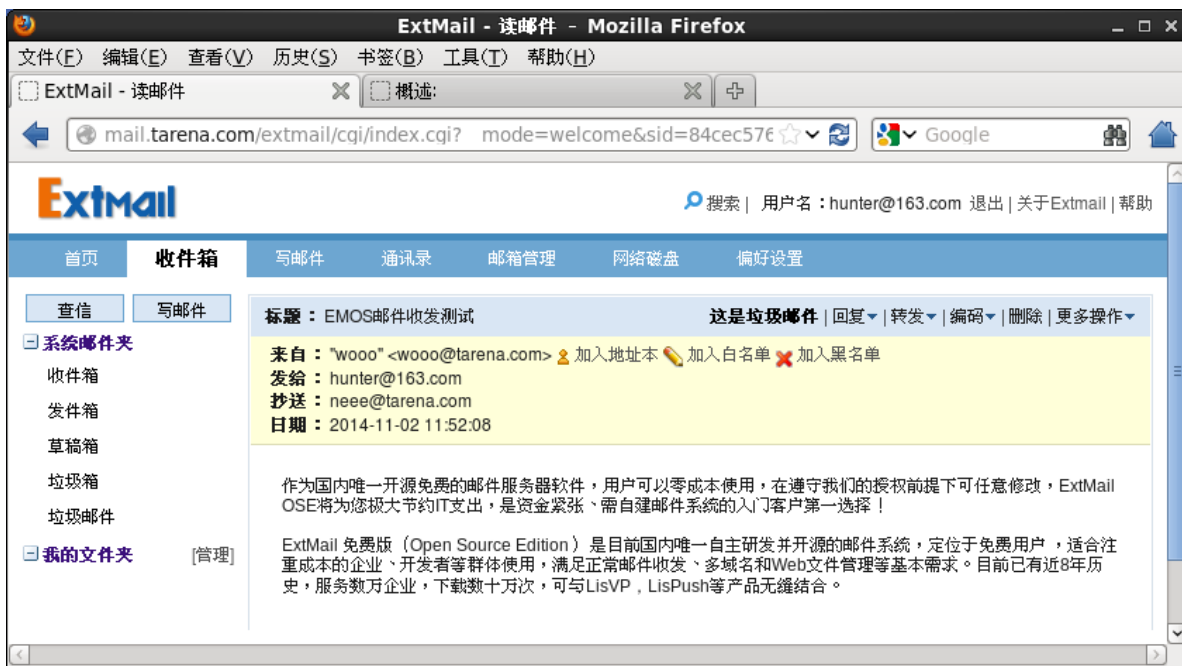 ExtMail - 读邮件 - Mozilla Firefox
文件(F) 编辑(E) 查看(V) 历史(S) 书签(B) 工具(T) 帮助(H)
ExtMail - 读邮件 概述:
mail.tarena.com/extmail/cgi/index.cgi?__mode=welcome&sid=84cec576 Google
ExtMail 搜索 | 用户名：hunter@163.com 退出 | 关于Extmail | 帮助
首页 收件箱 写邮件 通讯录 邮箱管理 网络磁盘 偏好设置
查信 写邮件
系统邮件夹
收件箱
发件箱
草稿箱
垃圾箱
垃圾邮件
我的文件夹 [管理]
标题：EMOS邮件收发测试 这是垃圾邮件 | 回复 | 转发 | 编码 | 删除 | 更多操作
来自："wooo" <wooo@tarena.com> 加入地址本 加入白名单 加入黑名单
发给：hunter@163.com
抄送：neee@tarena.com
日期：2014-11-02 11:52:08
作为国内唯一开源免费的邮件服务器软件，用户可以零成本使用，在遵守我们的授权前提下可任意修改，ExtMail
OSE将为您极大节约IT支出，是资金紧张、需自建邮件系统的入门客户第一选择！
ExtMail 免费版（Open Source Edition）是目前国内唯一自主研发并开源的邮件系统，定位于免费用户 ，适合注
重成本的企业、开发者等群体使用，满足正常邮件收发、多域名和Web文件管理等基本需求。目前已有近8年历
史，服务数万企业，下载数十万次，可与LisVP，LisPush等产品无缝结合。